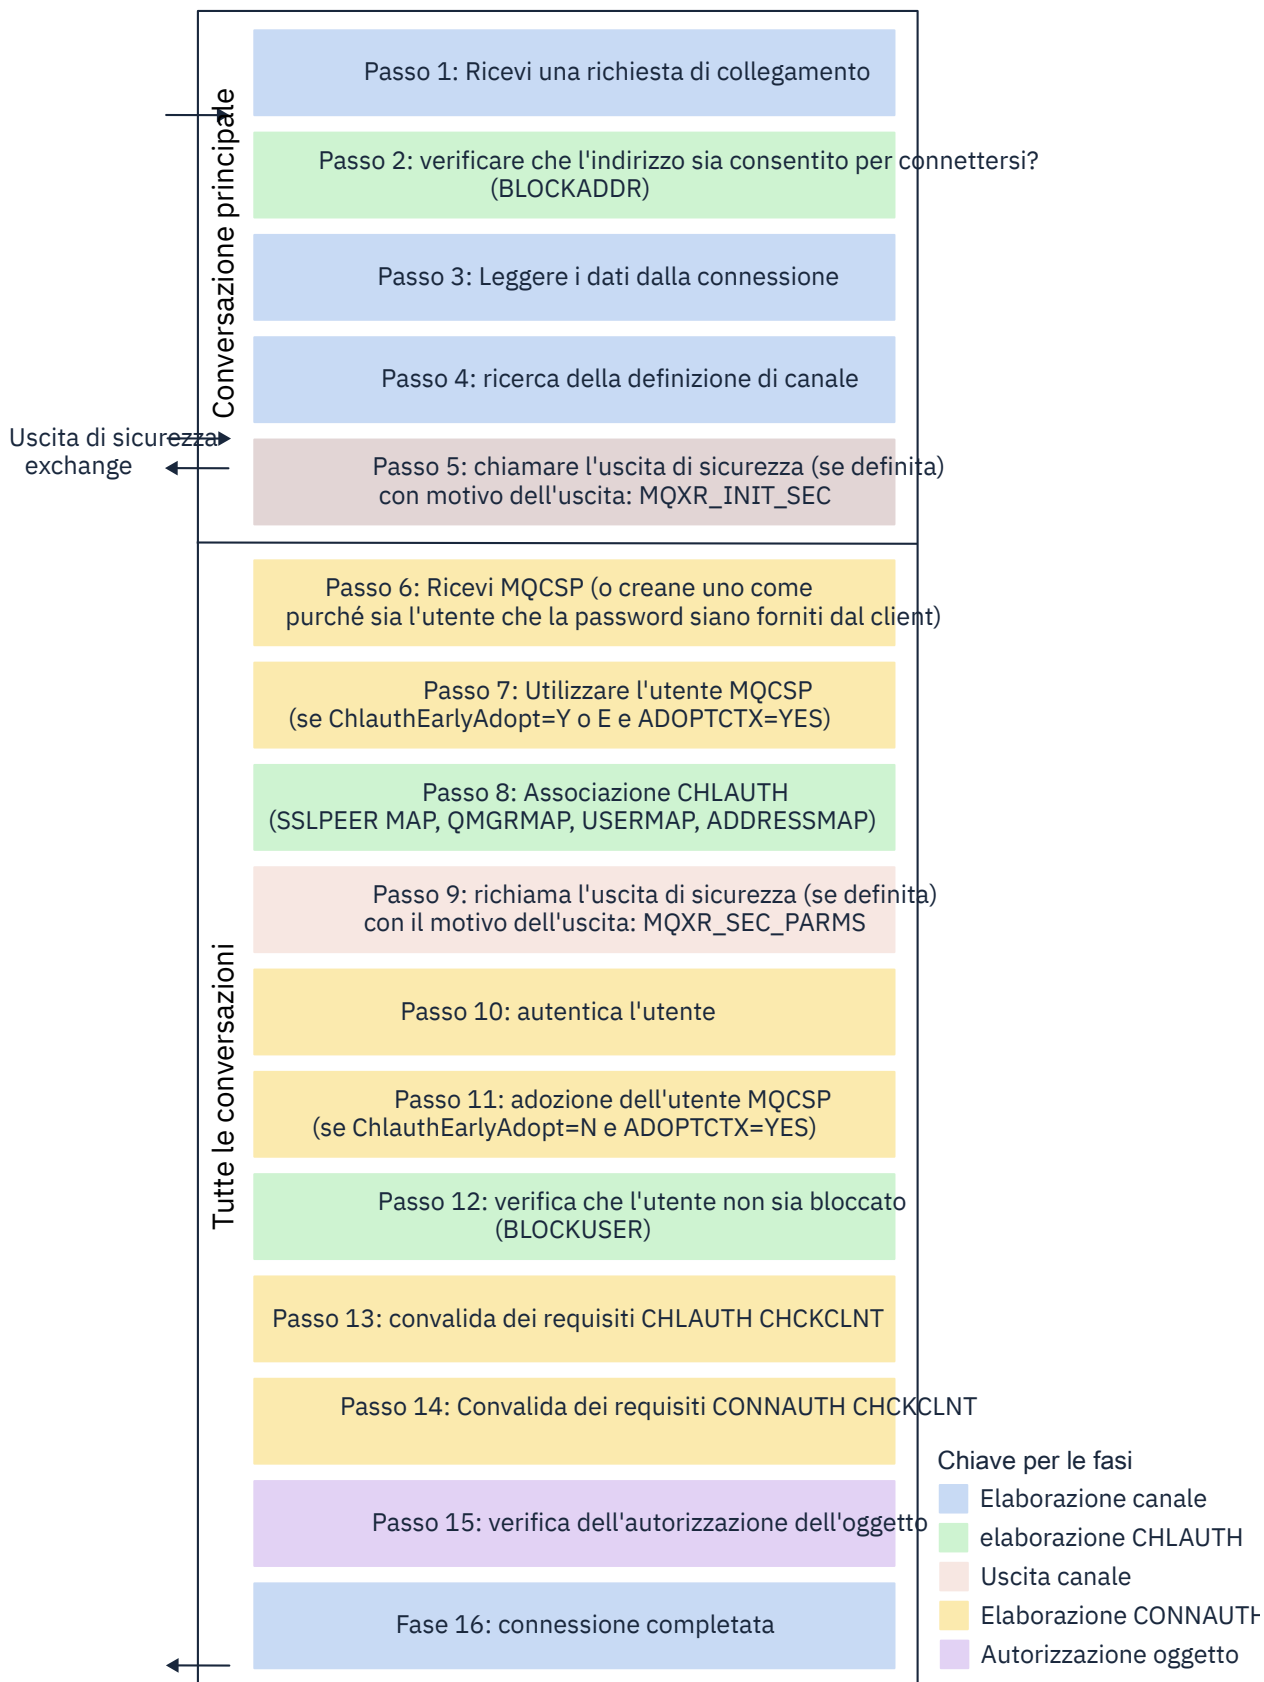 Conversazione principale
Passo 1: Ricevi una richiesta di collegamento
Passo 2: verificare che l'indirizzo sia consentito per connettersi?
(BLOCKADDR)
Passo 3: Leggere i dati dalla connessione
Passo 4: ricerca della definizione di canale
Uscita di sicurezza
exchange
Passo 5: chiamare l'uscita di sicurezza (se definita)
con motivo dell'uscita: MQXR_INIT_SEC
Tutte le conversazioni
Passo 6: Ricevi MQCSP (o creane uno come
purché sia l'utente che la password siano forniti dal client)
Passo 7: Utilizzare l'utente MQCSP
(se ChlauthEarlyAdopt=Y o E e ADOPTCTX=YES)
Passo 8: Associazione CHLAUTH
(SSLPEER MAP, QMGRMAP, USERMAP, ADDRESSMAP)
Passo 9: richiama l'uscita di sicurezza (se definita)
con il motivo dell'uscita: MQXR_SEC_PARMS
Passo 10: autentica l'utente
Passo 11: adozione dell'utente MQCSP
(se ChlauthEarlyAdopt=N e ADOPTCTX=YES)
Passo 12: verifica che l'utente non sia bloccato
(BLOCKUSER)
Passo 13: convalida dei requisiti CHLAUTH CHCKCLNT
Passo 14: Convalida dei requisiti CONNAUTH CHCKCLNT
Passo 15: verifica dell'autorizzazione dell'oggetto
Fase 16: connessione completata
Chiave per le fasi
Elaborazione canale
elaborazione CHLAUTH
Uscita canale
Elaborazione CONNAUTH
Autorizzazione oggetto